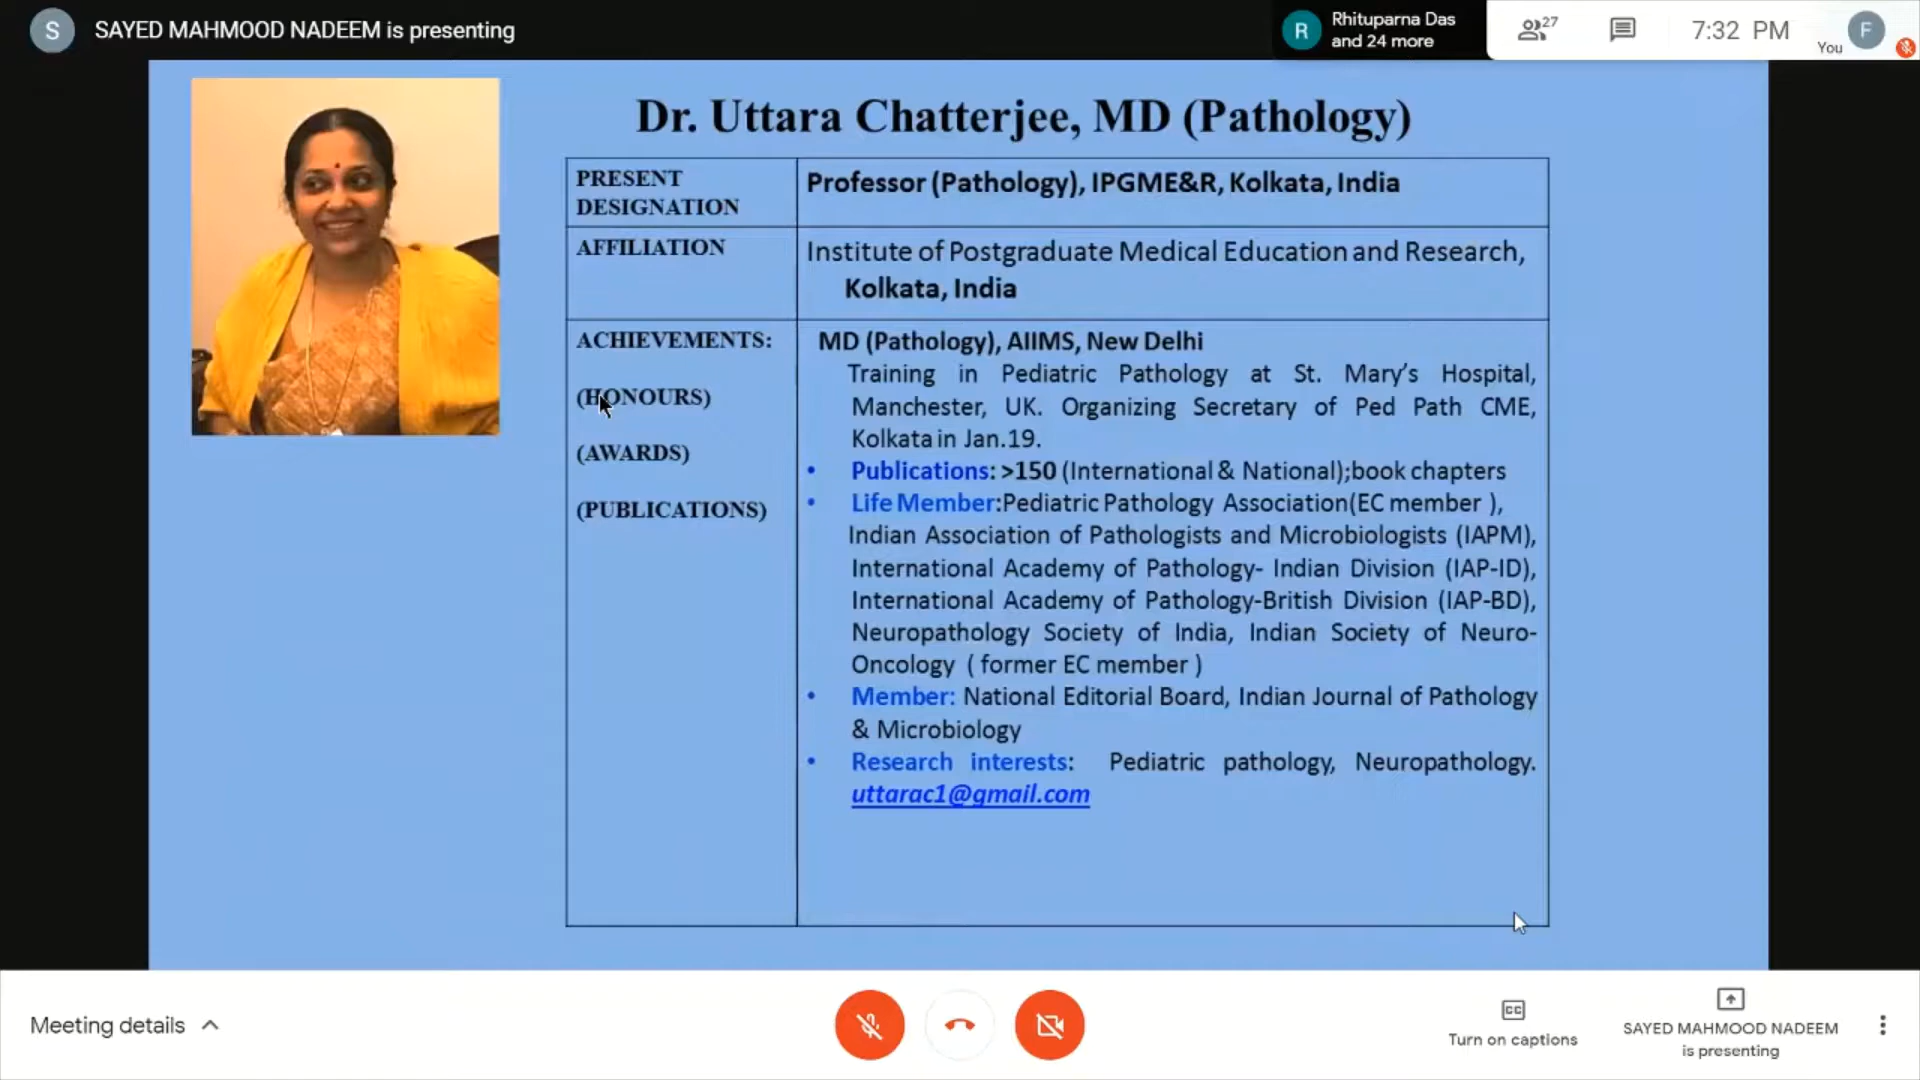 S
SAYED MAHMOOD NADEEM is presenting
R
Rhituparna Das
and 24 more
27
7:32 PM
You
F
Dr. Uttara Chatterjee, MD (Pathology)
PRESENT
DESIGNATION
Professor (Pathology), IPGME&R, Kolkata, India
AFFILIATION
Institute of Postgraduate Medical Education and Research,
Kolkata, India
ACHIEVEMENTS:
(HONOURS)
(AWARDS)
(PUBLICATIONS)
MD (Pathology), AIIMS, New Delhi
Training in Pediatric Pathology at St. Mary’s Hospital,
Manchester, UK. Organizing Secretary of Ped Path CME,
Kolkata in Jan.19.
• Publications: >150 (International & National);book chapters
• Life Member:Pediatric Pathology Association(EC member ),
Indian Association of Pathologists and Microbiologists (IAPM),
International Academy of Pathology- Indian Division (IAP-ID),
International Academy of Pathology-British Division (IAP-BD),
Neuropathology Society of India, Indian Society of Neuro-
Oncology ( former EC member )
• Member: National Editorial Board, Indian Journal of Pathology
& Microbiology
• Research interests: Pediatric pathology, Neuropathology.
uttarac1@gmail.com
Meeting details
CC
Turn on captions
SAYED MAHMOOD NADEEM
is presenting